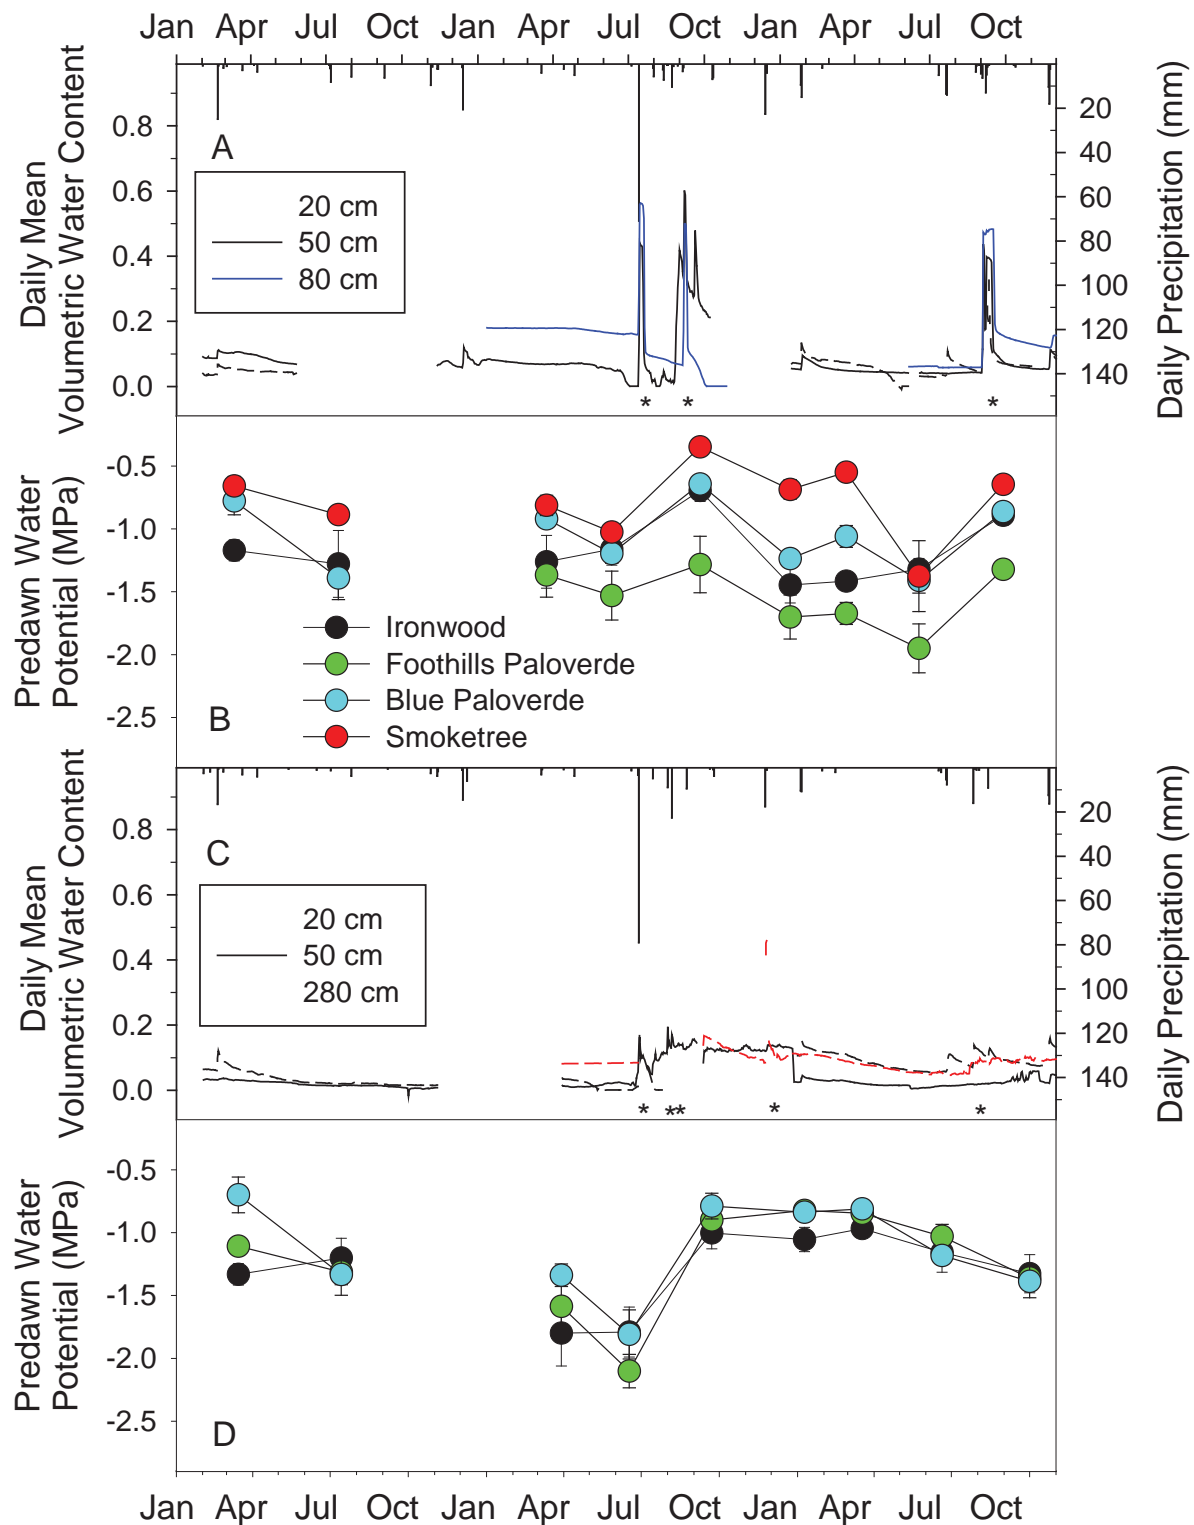 Jan Apr Jul Oct Jan Apr Jul Oct Jan Apr Jul Oct
Daily Mean
Volumetric Water Content
0.8
0.6
0.4
0.2
0.0
A
20 cm
50 cm
80 cm
* * *
20
40
60
80
100
120
140
Daily Precipitation (mm)
Predawn Water
Potential (MPa)
-0.5
-1.0
-1.5
-2.0
-2.5
B
Ironwood
Foothills Paloverde
Blue Paloverde
Smoketree
Daily Mean
Volumetric Water Content
0.8
0.6
0.4
0.2
0.0
C
20 cm
50 cm
280 cm
* ** * *
20
40
60
80
100
120
140
Daily Precipitation (mm)
Predawn Water
Potential (MPa)
-0.5
-1.0
-1.5
-2.0
-2.5
D
Jan Apr Jul Oct Jan Apr Jul Oct Jan Apr Jul Oct